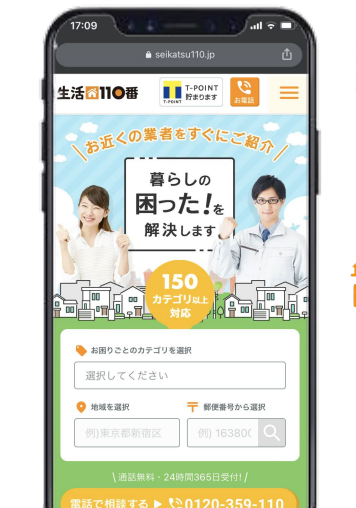 17:09
seikatsu110.jp
生活110番
T-POINT
T-POINT
貯まります
お電話
お近くの業者をすぐにご紹介
暮らしの
困った!を
解決します
150
カテゴリ以上
対応
お困りごとのカテゴリを選択
選択してください
地域を選択
郵便番号から選択
例)東京都新宿区
例) 163800
\ 通話無料・24時間365日受付! /
電話で相談する ▶ 0120-359-110